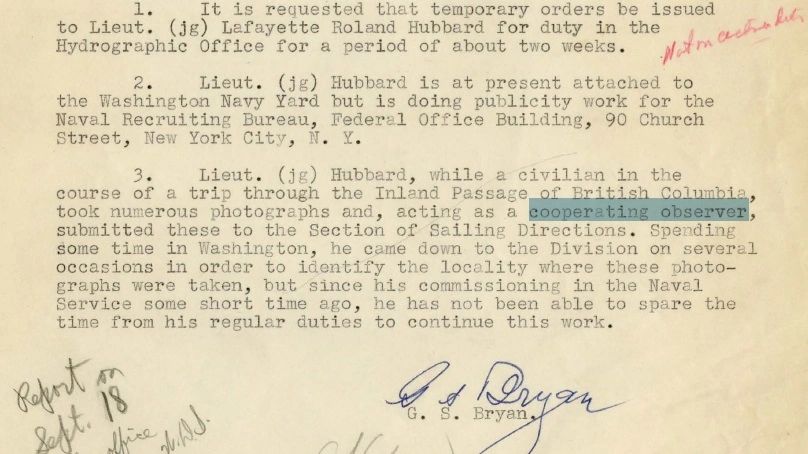 1. It is requested that temporary orders be issued
to Lieut. (jg) Lafayette Roland Hubbard for duty in the
Hydrographic Office for a period of about two weeks.
Not on
2. Lieut. (jg) Hubbard is at present attached to
the Washington Navy Yard but is doing publicity work for the
Naval Recruiting Bureau, Federal Office Building, 90 Church
Street, New York City, N. Y.
3. Lieut. (jg) Hubbard, while a civilian in the
course of a trip through the Inland Passage of British Columbia,
took numerous photographs and, acting as a cooperating observer,
submitted these to the Section of Sailing Directions. Spending
some time in Washington, he came down to the Division on several
occasions in order to identify the locality where these photo-
graphs were taken, but since his commissioning in the Naval
Service some short time ago, he has not been able to spare the
time from his regular duties to continue this work.
G S Bryan
G. S. Bryan.
Report on
Sept. 18
office